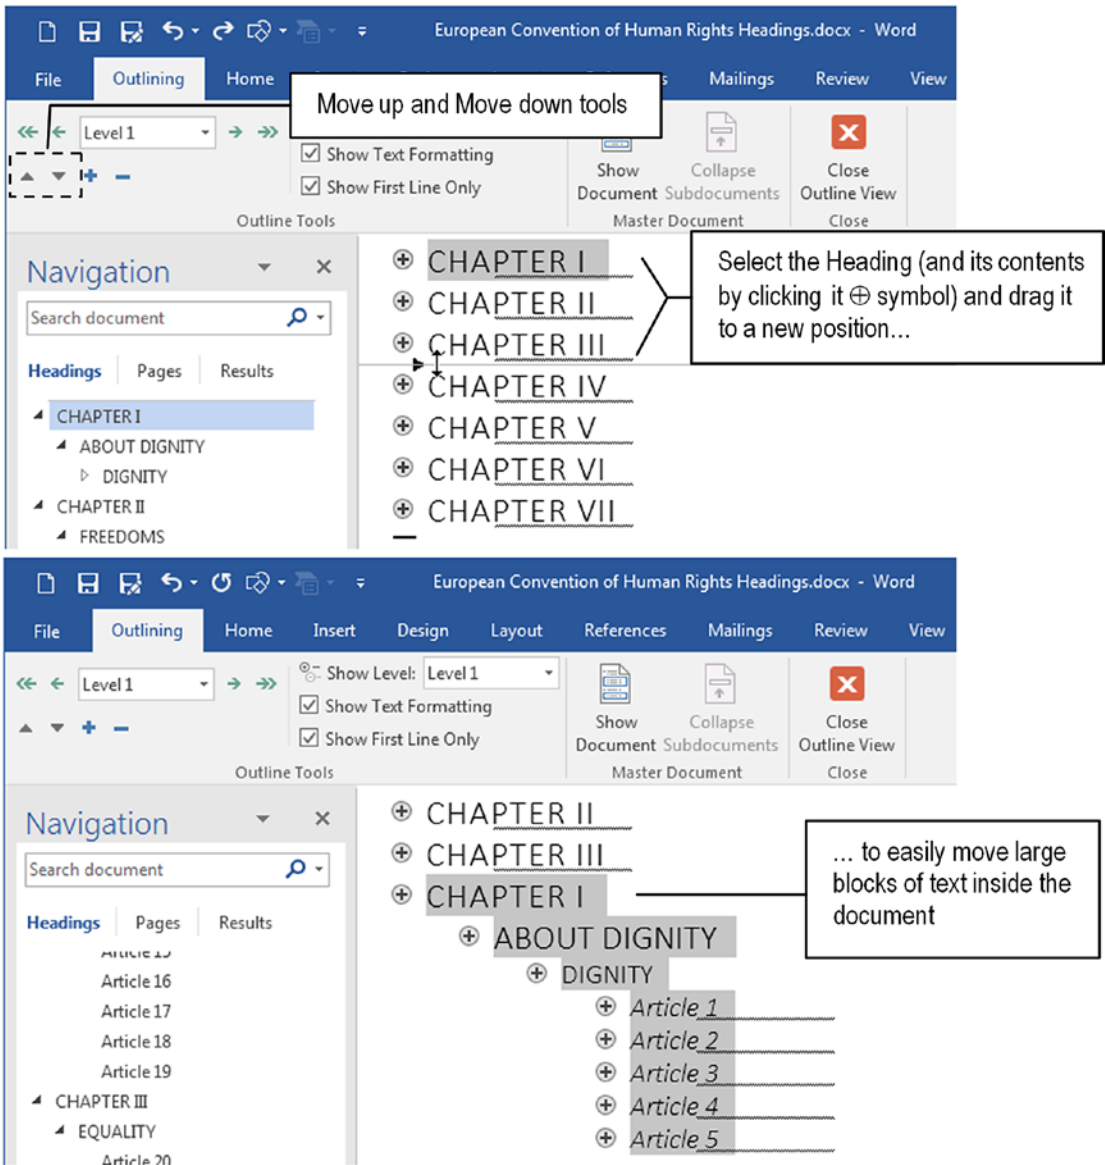 European Convention of Human Rights Headings.docx - Word
File Outlining Home Mailings Review View
Move up and Move down tools
Level 1
Show Text Formatting
Show First Line Only
Show
Document
Collapse
Subdocuments
Close
Outline View
Outline Tools
Master Document
Close
Navigation
Search document
Headings Pages Results
CHAPTER I
ABOUT DIGNITY
DIGNITY
CHAPTER II
FREEDOMS
CHAPTER I
CHAPTER II
CHAPTER III
CHAPTER IV
CHAPTER V
CHAPTER VI
CHAPTER VII
Select the Heading (and its contents
by clicking it ⊕ symbol) and drag it
to a new position...
European Convention of Human Rights Headings.docx - Word
File Outlining Home Insert Design Layout References Mailings Review View
Level 1
Show Level: Level 1
Show Text Formatting
Show First Line Only
Show
Document
Collapse
Subdocuments
Close
Outline View
Outline Tools
Master Document
Close
Navigation
Search document
Headings Pages Results
Article 15
Article 16
Article 17
Article 18
Article 19
CHAPTER III
EQUALITY
Article 20
CHAPTER II
CHAPTER III
CHAPTER I
ABOUT DIGNITY
DIGNITY
Article 1
Article 2
Article 3
Article 4
Article 5
... to easily move large
blocks of text inside the
document